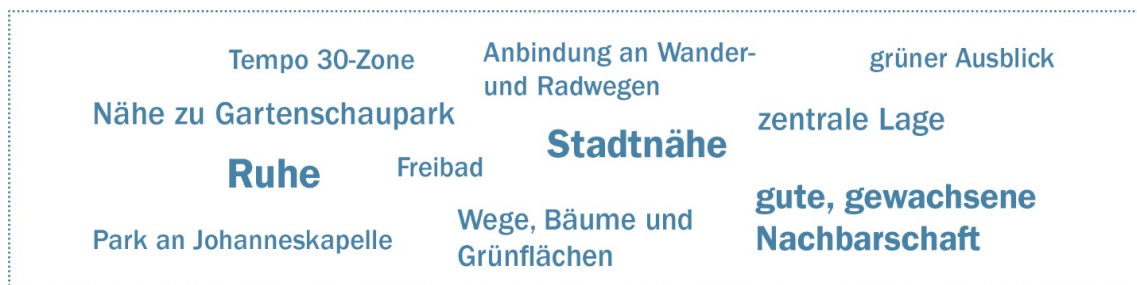 Tempo 30-Zone
Anbindung an Wander-
und Radwegen
grüner Ausblick
Nähe zu Gartenschaupark
zentrale Lage
Stadtnähe
Ruhe
Freibad
gute, gewachsene
Nachbarschaft
Park an Johanneskapelle
Wege, Bäume und
Grünflächen